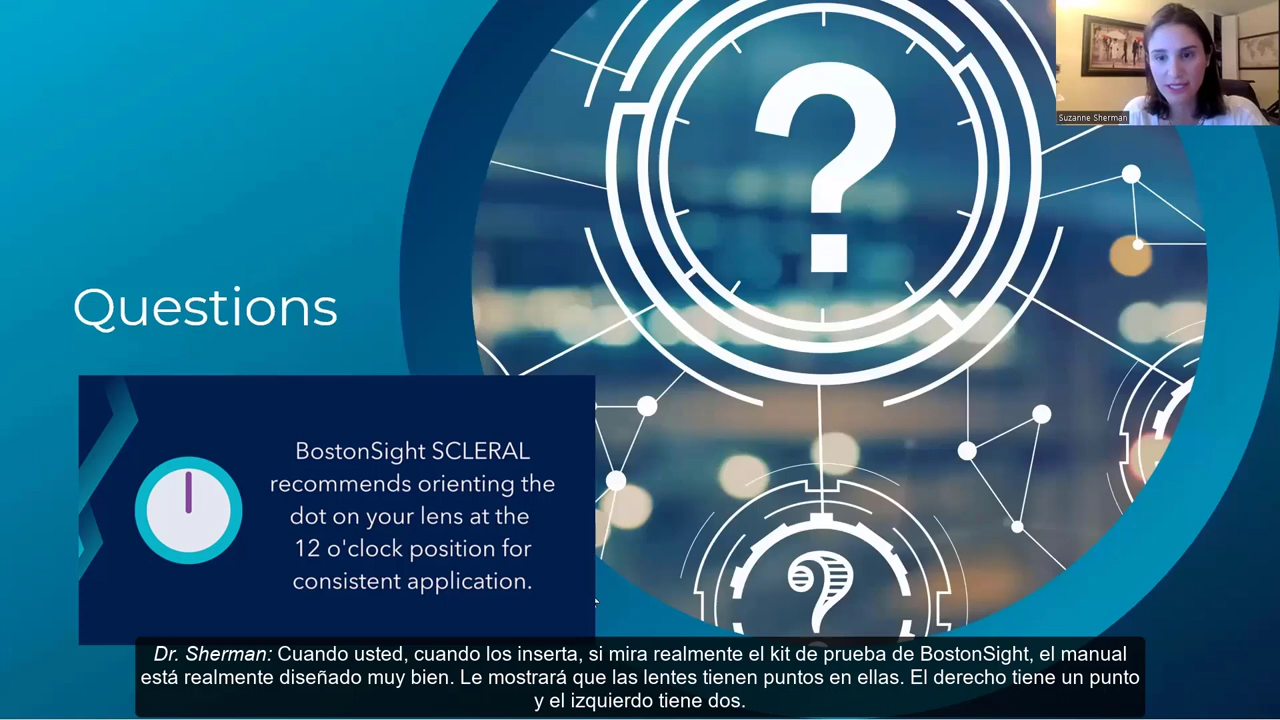 Suzanne Sherman
Questions
BostonSight SCLERAL
recommends orienting the
dot on your lens at the
12 o'clock position for
consistent application.
Dr. Sherman: Cuando usted, cuando los inserta, si mira realmente el kit de prueba de BostonSight, el manual
está realmente diseñado muy bien. Le mostrará que las lentes tienen puntos en ellas. El derecho tiene un punto
y el izquierdo tiene dos.